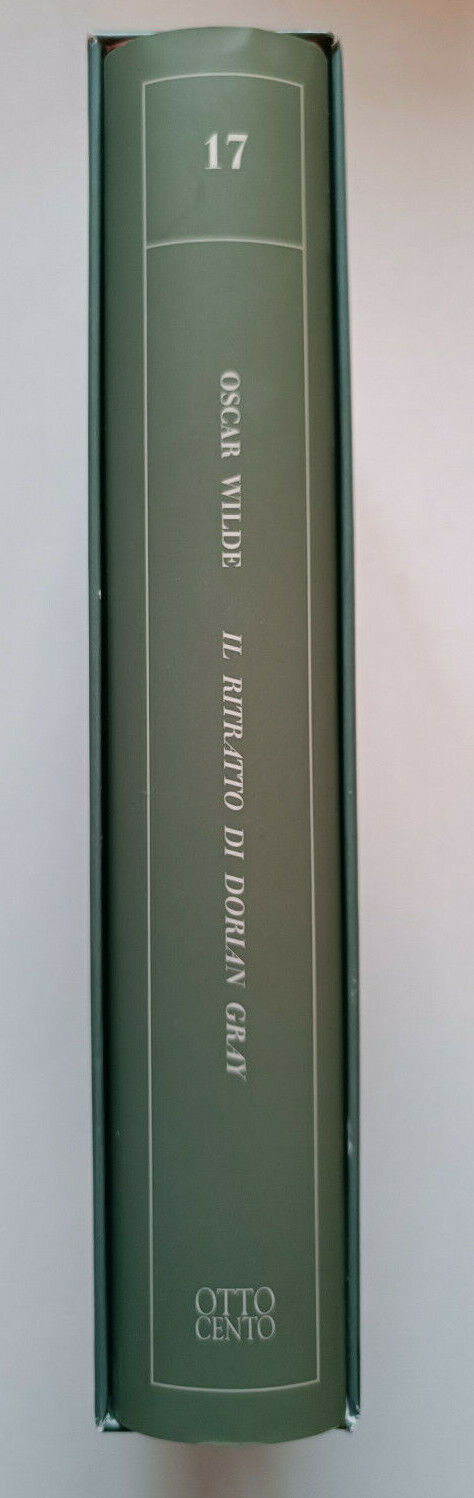 17
OSCAR WILDE IL RITRATTO DI DORIAN GRAY
OTTO
CENTO